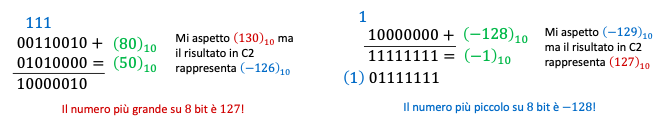 111
00110010 + (80)₁₀
01010000 = (50)₁₀
10000010
Mi aspetto (130)₁₀ ma
il risultato in C2
rappresenta (−126)₁₀
Il numero più grande su 8 bit è 127!
1
10000000 + (−128)₁₀
11111111 = (−1)₁₀
(1) 01111111
Mi aspetto (−129)₁₀
ma il risultato in C2
rappresenta (127)₁₀
Il numero più piccolo su 8 bit è −128!